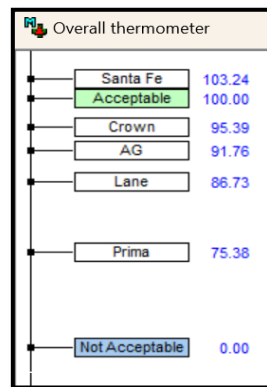 Overall thermometer
Santa Fe 103.24
Acceptable 100.00
Crown 95.39
AG 91.76
Lane 86.73
Prima 75.38
Not Acceptable 0.00